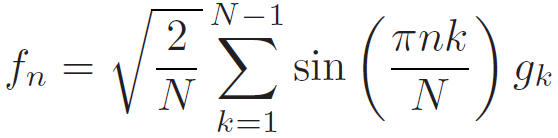 f_n = \sqrt{\frac{2}{N}} \sum_{k=1}^{N-1} \sin \left( \frac{\pi n k}{N} \right) g_k